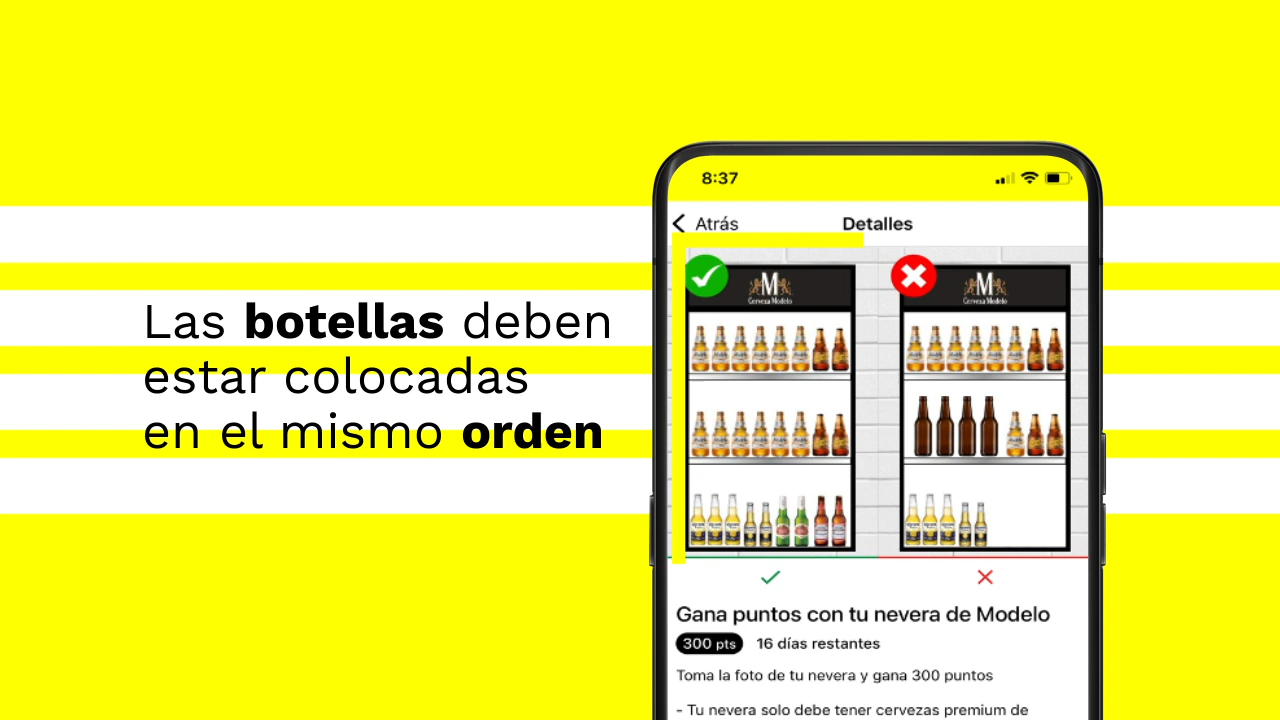 Las botellas deben
estar colocadas
en el mismo orden
8:37
Atrás
Detalles
M
Cerveza Modelo
M
Cerveza Modelo
Gana puntos con tu nevera de Modelo
300 pts
16 días restantes
Toma la foto de tu nevera y gana 300 puntos
- Tu nevera solo debe tener cervezas premium de